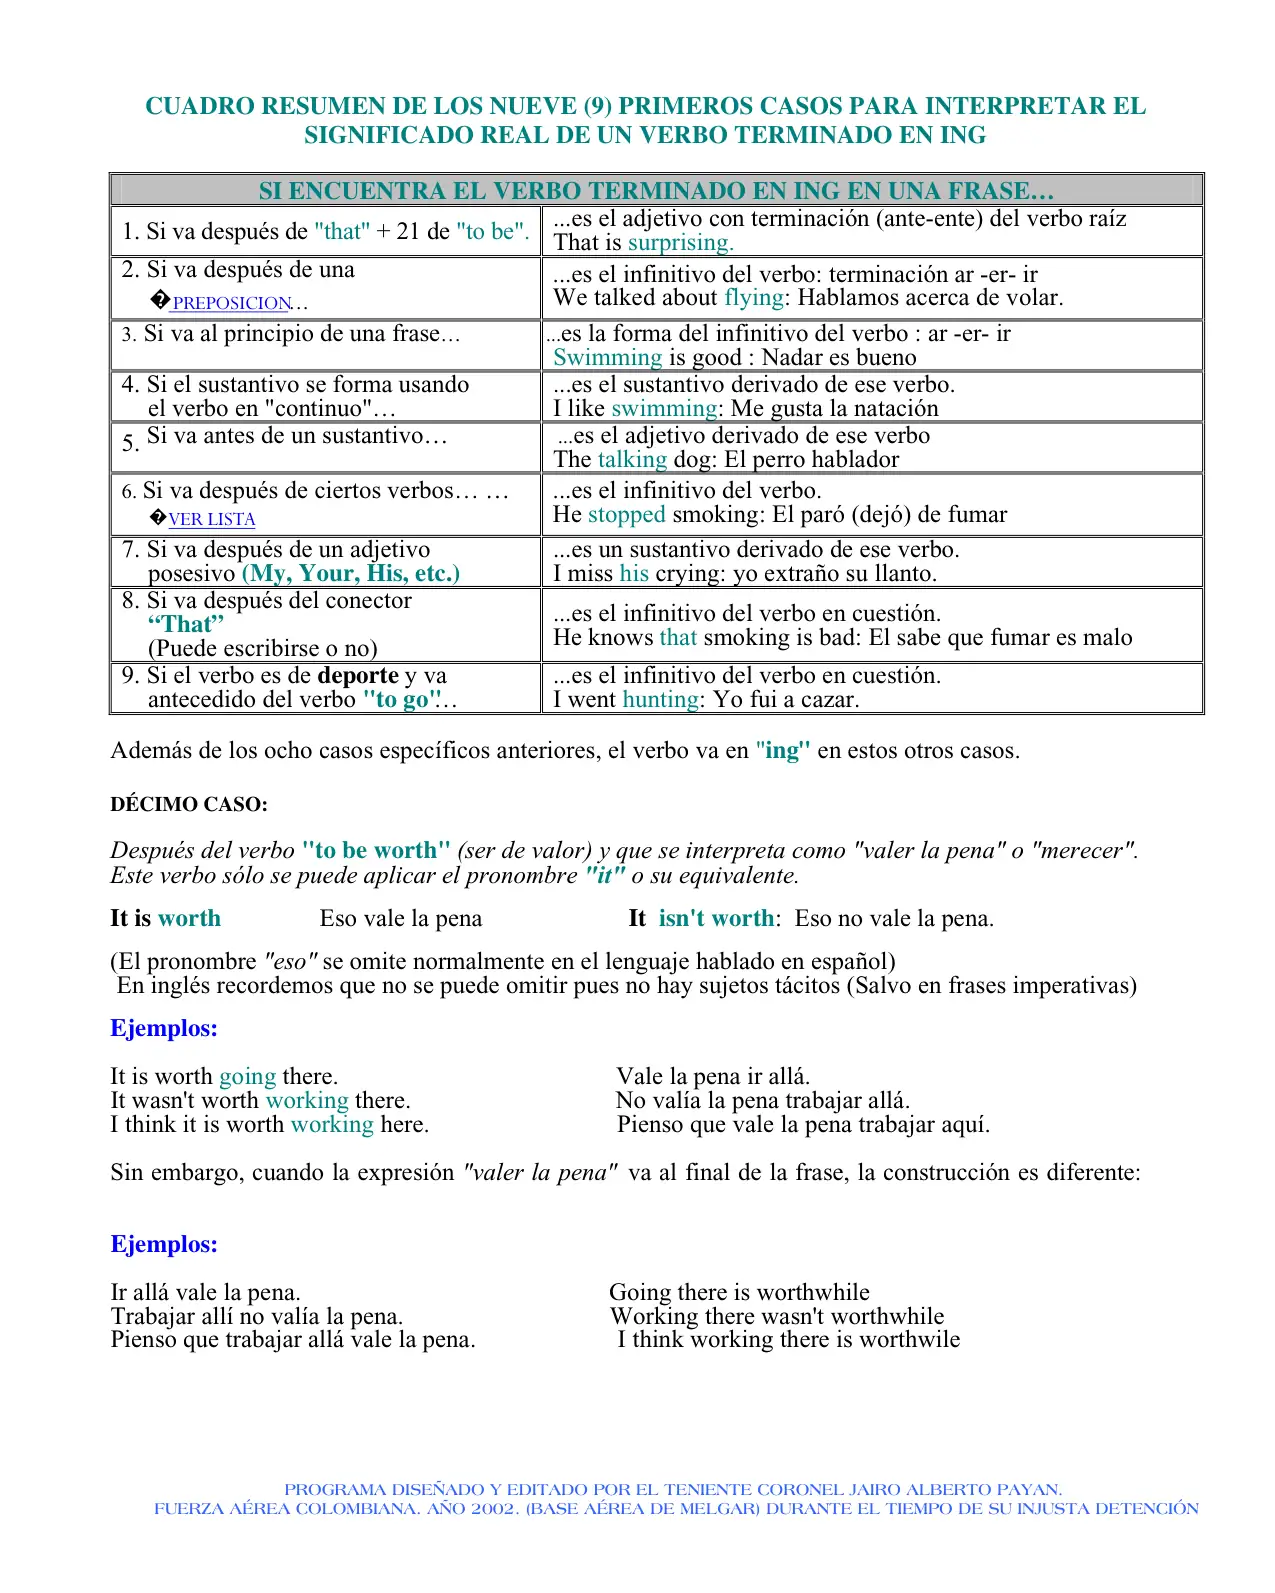 CUADRO RESUMEN DE LOS NUEVE (9) PRIMEROS CASOS PARA INTERPRETAR EL
SIGNIFICADO REAL DE UN VERBO TERMINADO EN ING
SI ENCUENTRA EL VERBO TERMINADO EN ING EN UNA FRASE…
1. Si va después de "that" + 21 de "to be".
...es el adjetivo con terminación (ante-ente) del verbo raíz
That is surprising.
2. Si va después de una
�PREPOSICION…
...es el infinitivo del verbo: terminación ar -er- ir
We talked about flying: Hablamos acerca de volar.
3. Si va al principio de una frase…
...es la forma del infinitivo del verbo : ar -er- ir
Swimming is good : Nadar es bueno
4. Si el sustantivo se forma usando
el verbo en "continuo"…
...es el sustantivo derivado de ese verbo.
I like swimming: Me gusta la natación
5. Si va antes de un sustantivo…
...es el adjetivo derivado de ese verbo
The talking dog: El perro hablador
6. Si va después de ciertos verbos… …
�VER LISTA
...es el infinitivo del verbo.
He stopped smoking: El paró (dejó) de fumar
7. Si va después de un adjetivo
posesivo (My, Your, His, etc.)
...es un sustantivo derivado de ese verbo.
I miss his crying: yo extraño su llanto.
8. Si va después del conector
“That”
(Puede escribirse o no)
...es el infinitivo del verbo en cuestión.
He knows that smoking is bad: El sabe que fumar es malo
9. Si el verbo es de deporte y va
antecedido del verbo "to go"…
...es el infinitivo del verbo en cuestión.
I went hunting: Yo fui a cazar.
Además de los ocho casos específicos anteriores, el verbo va en "ing" en estos otros casos.
DÉCIMO CASO:
Después del verbo "to be worth" (ser de valor) y que se interpreta como "valer la pena" o "merecer".
Este verbo sólo se puede aplicar el pronombre "it" o su equivalente.
It is worth Eso vale la pena It isn't worth: Eso no vale la pena.
(El pronombre "eso" se omite normalmente en el lenguaje hablado en español)
En inglés recordemos que no se puede omitir pues no hay sujetos tácitos (Salvo en frases imperativas)
Ejemplos:
It is worth going there. Vale la pena ir allá.
It wasn't worth working there. No valía la pena trabajar allá.
I think it is worth working here. Pienso que vale la pena trabajar aquí.
Sin embargo, cuando la expresión "valer la pena" va al final de la frase, la construcción es diferente:
Ejemplos:
Ir allá vale la pena. Going there is worthwhile
Trabajar allí no valía la pena. Working there wasn't worthwhile
Pienso que trabajar allá vale la pena. I think working there is worthwile
PROGRAMA DISEÑADO Y EDITADO POR EL TENIENTE CORONEL JAIRO ALBERTO PAYAN.
FUERZA AÉREA COLOMBIANA. AÑO 2002. (BASE AÉREA DE MELGAR) DURANTE EL TIEMPO DE SU INJUSTA DETENCIÓN